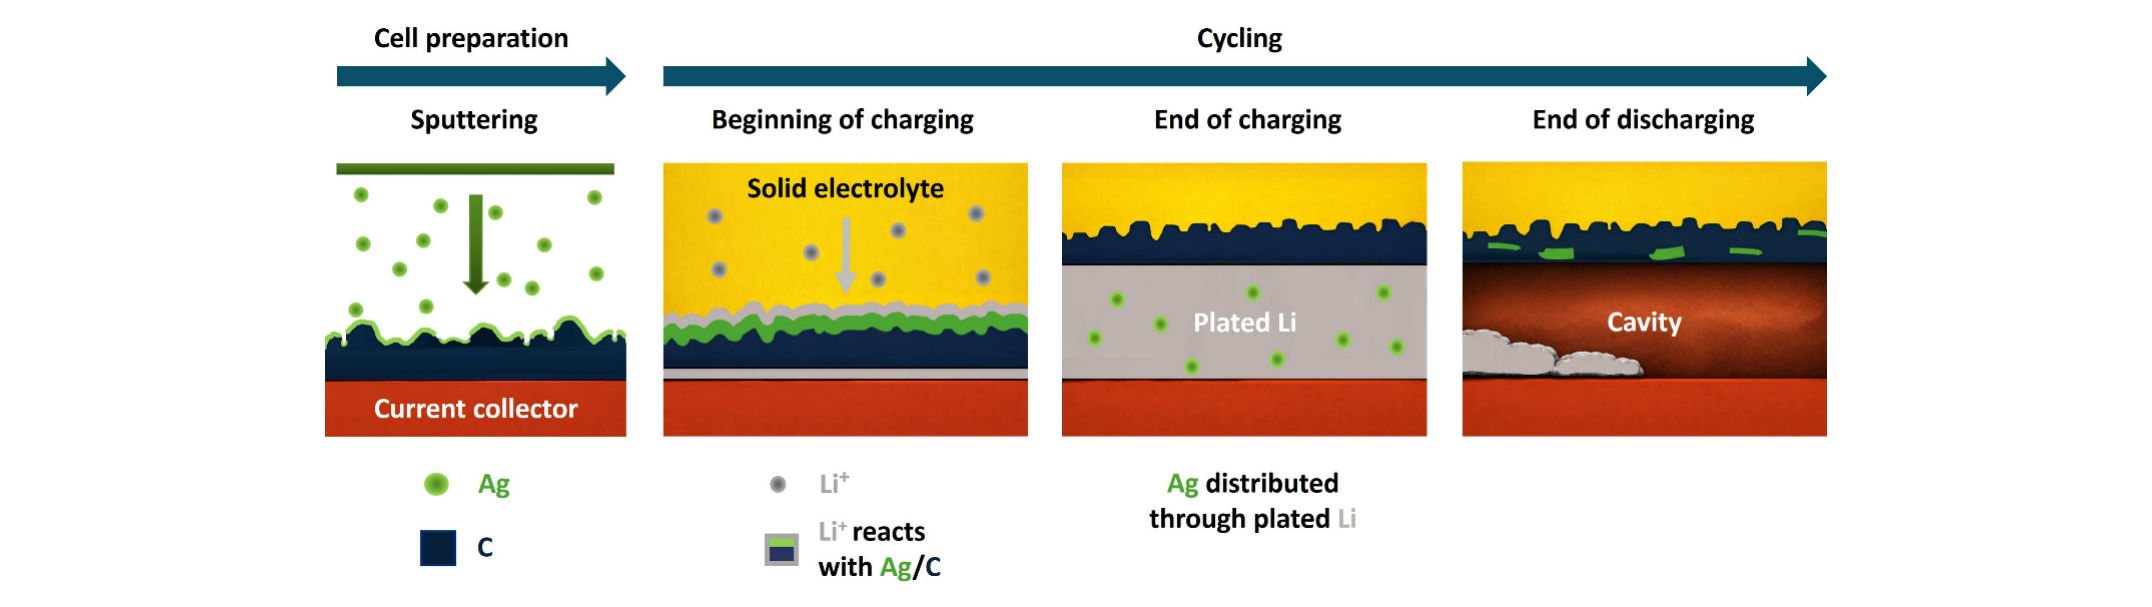 Cell preparation
Cycling
Sputtering
Beginning of charging
End of charging
End of discharging
Solid electrolyte
Plated Li
Cavity
Current collector
Ag
C
Li⁺
Li⁺ reacts
with Ag/C
Ag distributed
through plated Li